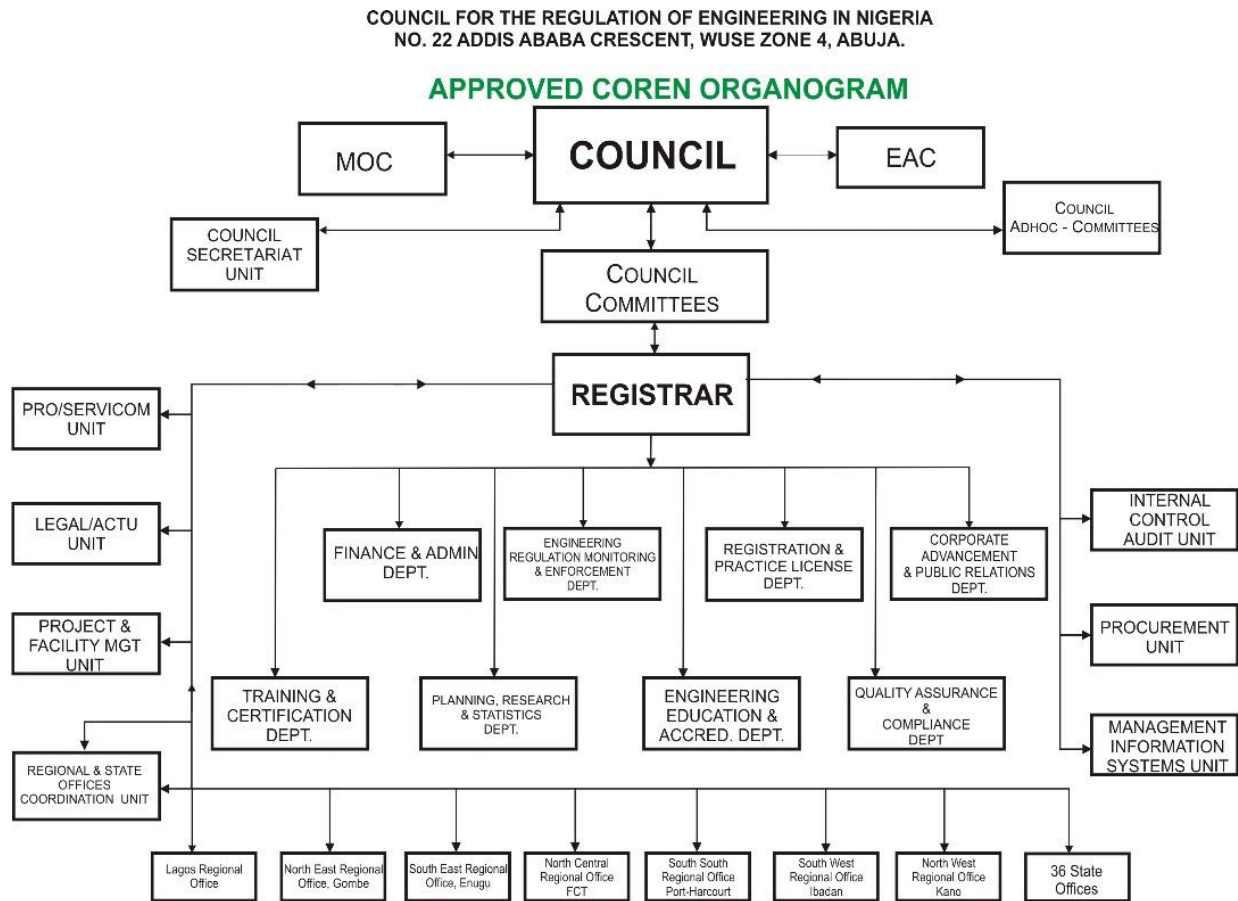 COUNCIL FOR THE REGULATION OF ENGINEERING IN NIGERIA
NO. 22 ADDIS ABABA CRESCENT, WUSE ZONE 4, ABUJA.
APPROVED COREN ORGANOGRAM
MOC
COUNCIL
EAC
COUNCIL
SECRETARIAT
UNIT
COUNCIL
ADHOC - COMMITTEES
COUNCIL
COMMITTEES
REGISTRAR
PRO/SERVICOM
UNIT
LEGAL/ACTU
UNIT
PROJECT &
FACILITY MGT
UNIT
REGIONAL & STATE
OFFICES
COORDINATION UNIT
FINANCE & ADMIN
DEPT.
ENGINEERING
REGULATION MONITORING
& ENFORCEMENT
DEPT.
REGISTRATION &
PRACTICE LICENSE
DEPT.
CORPORATE
ADVANCEMENT
& PUBLIC RELATIONS
DEPT.
TRAINING &
CERTIFICATION
DEPT.
PLANNING, RESEARCH
& STATISTICS
DEPT.
ENGINEERING
EDUCATION &
ACCRED. DEPT.
QUALITY ASSURANCE
&
COMPLIANCE
DEPT
INTERNAL
CONTROL
AUDIT UNIT
PROCUREMENT
UNIT
MANAGEMENT
INFORMATION
SYSTEMS UNIT
Lagos Regional
Office
North East Regional
Office, Gombe
South East Regional
Office, Enugu
North Central
Regional Office
FCT
South South
Regional Office
Port-Harcourt
South West
Regional Office
Ibadan
North West
Regional Office
Kano
36 State
Offices